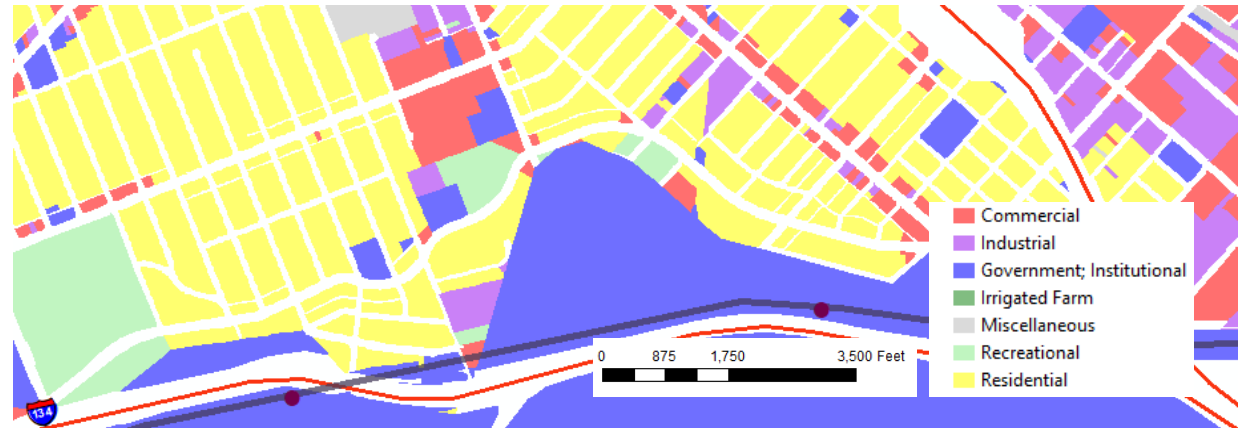 Commercial
Industrial
Government; Institutional
Irrigated Farm
Miscellaneous
Recreational
Residential
0 875 1,750 3,500 Feet
134